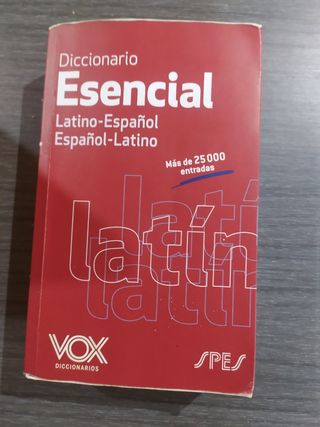 Diccionario
Esencial
Latino-Español
Español-Latino
Más de 25 000
entradas
latín
latín
latín
VOX
DICCIONARIOS
SPES